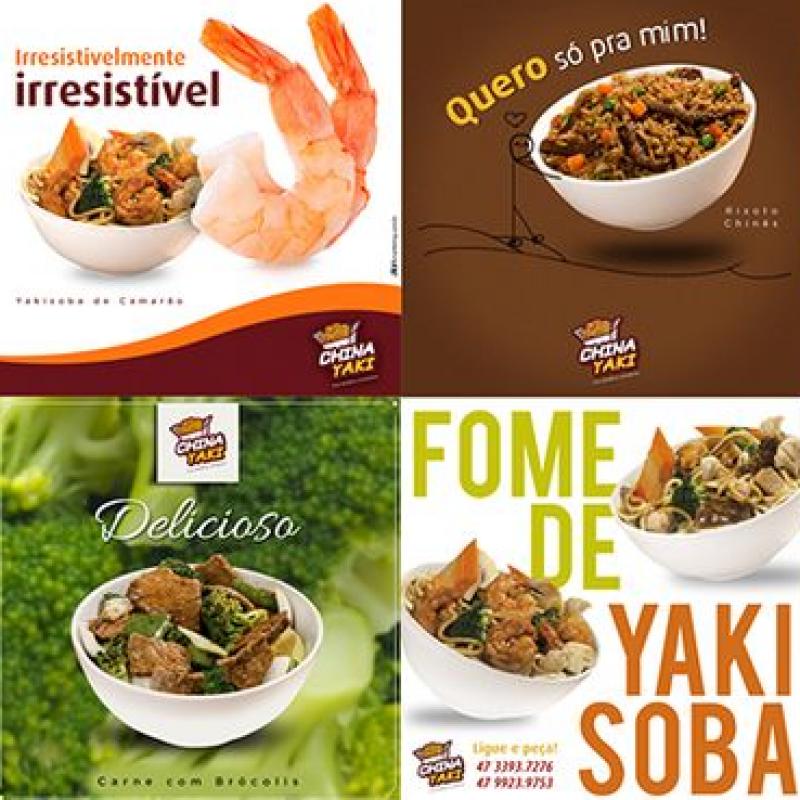 Irresistivelmente
irresistível
Yakisoba de Camarão
CHINA
YAKI
Quero só pra mim!
Risoto
Chinês
CHINA
YAKI
CHINA
YAKI
Delicioso
Carne com Brócolis
FOME
DE
YAKI
SOBA
CHINA
YAKI
Ligue e peça!
47 3393.7276
47 9923.9753